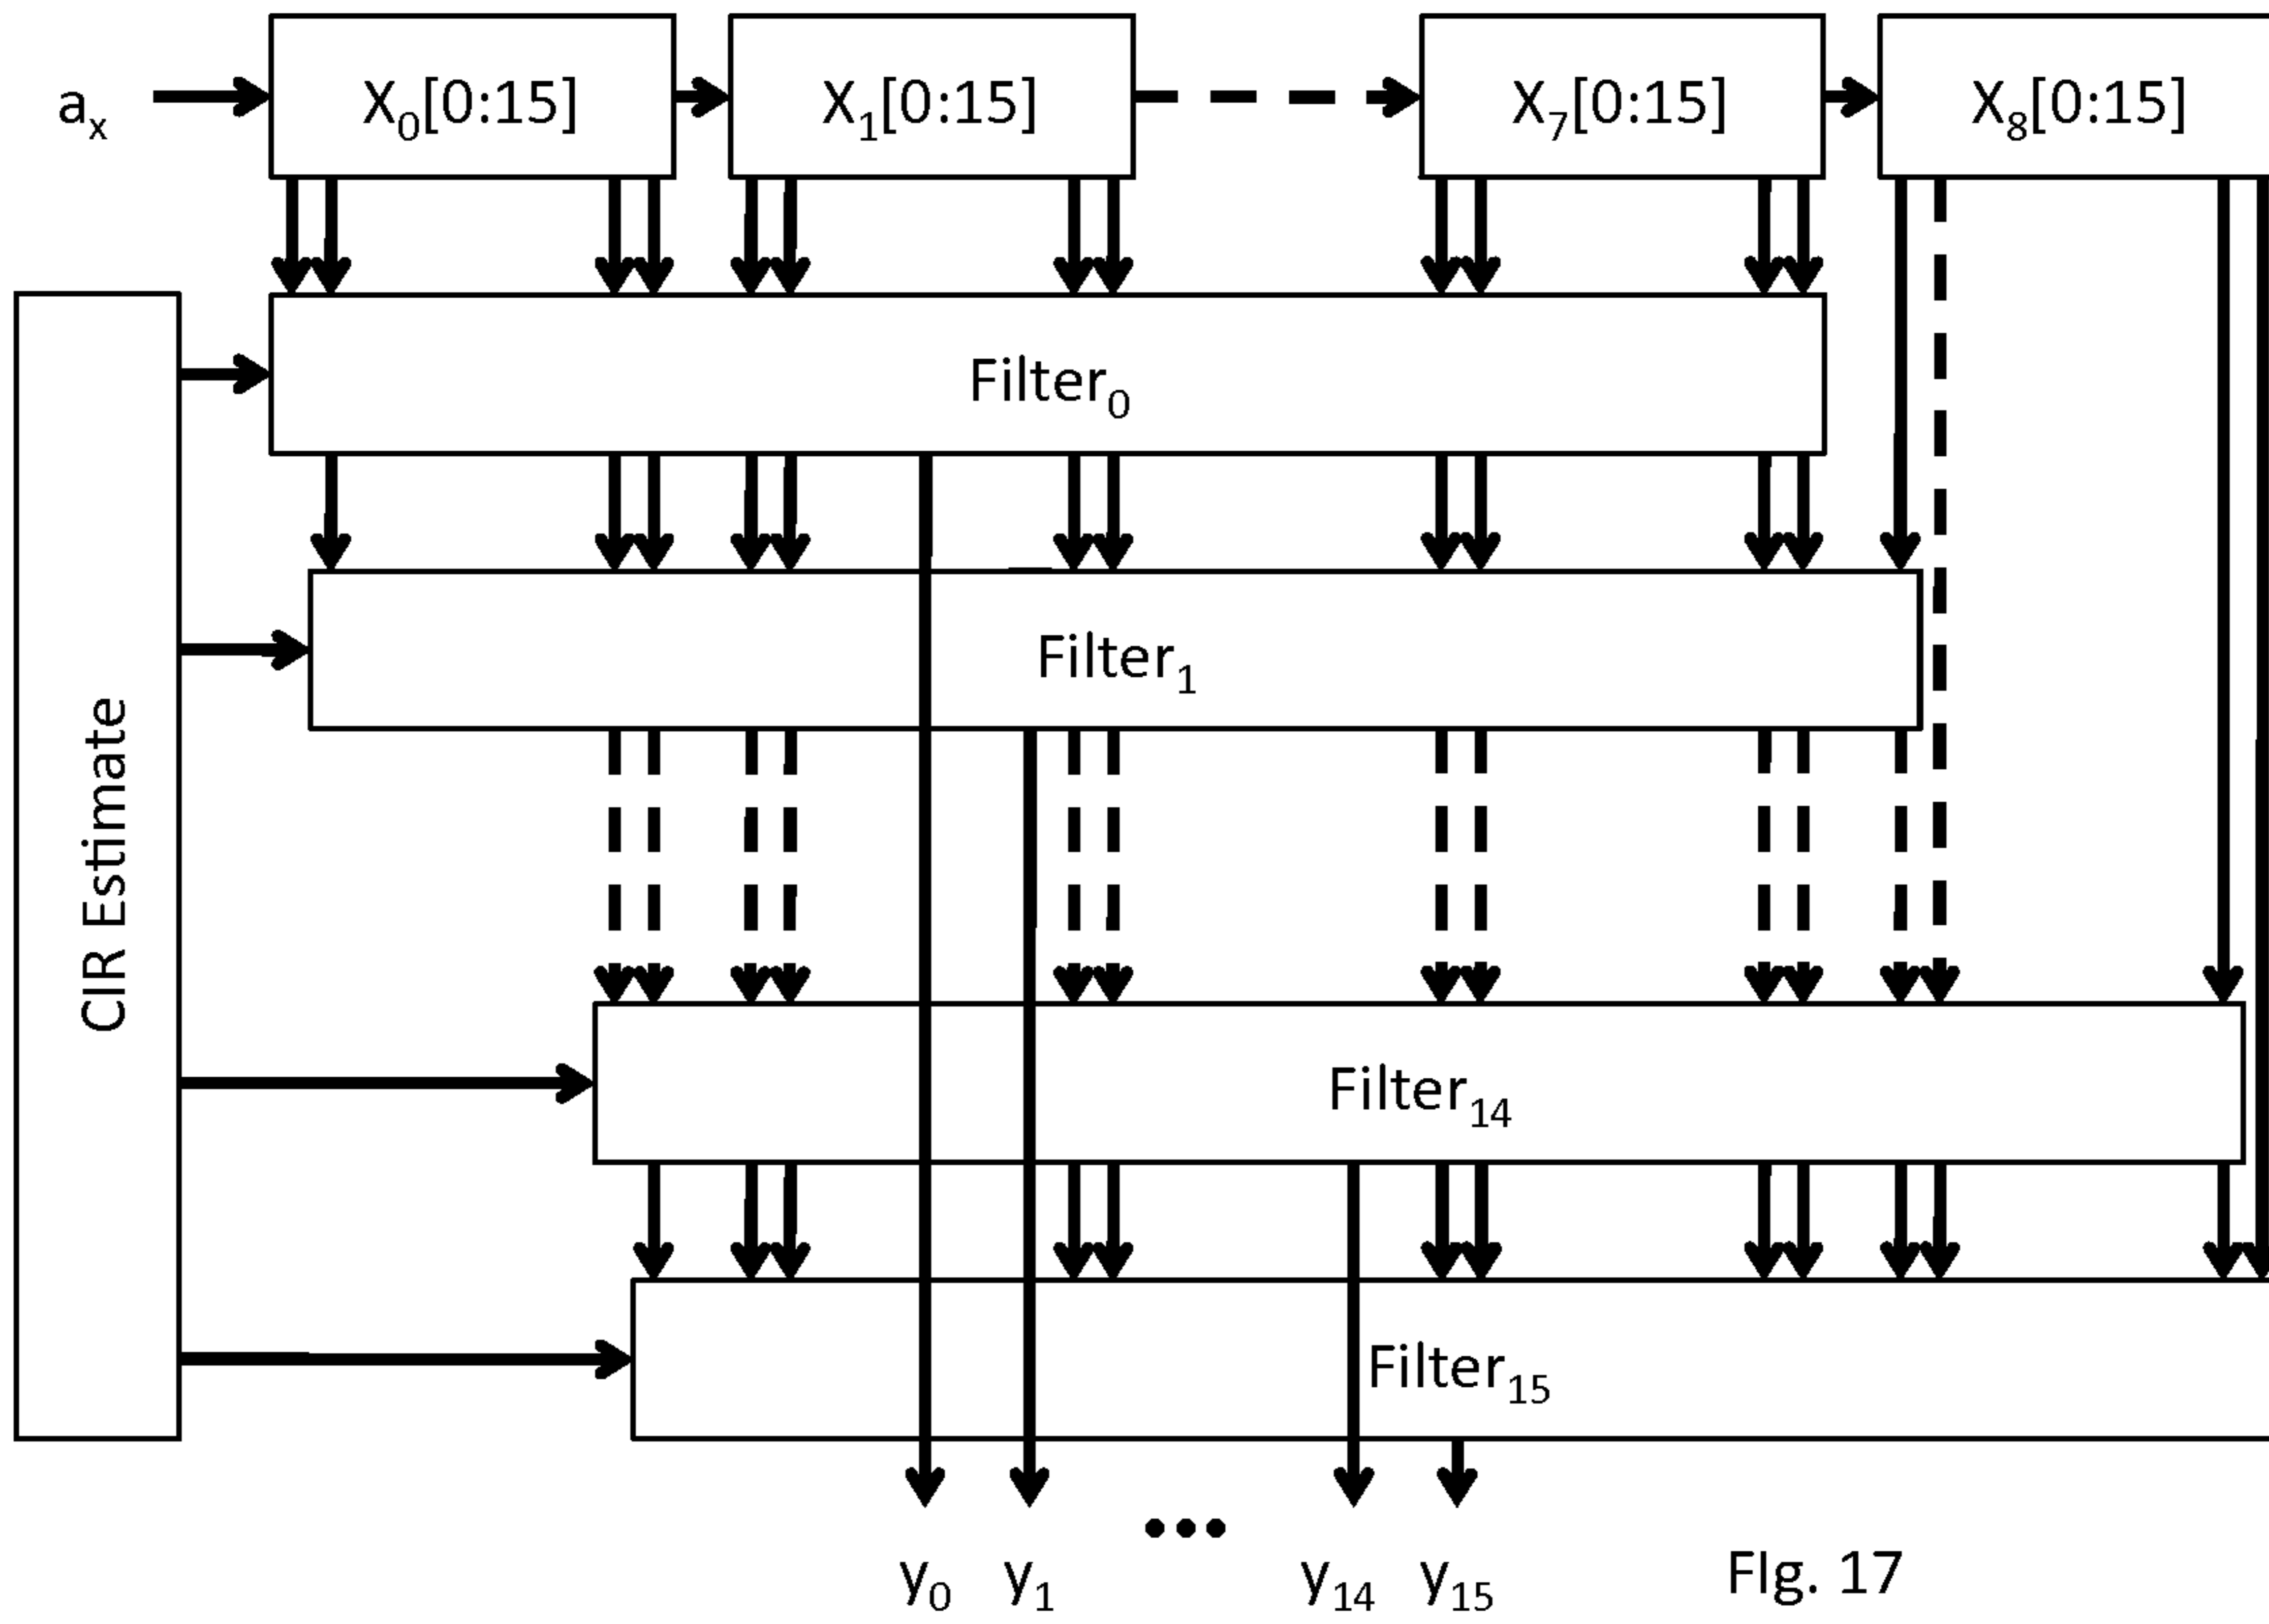 aₓ
X₀[0:15]
X₁[0:15]
X₇[0:15]
X₈[0:15]
Filter₀
Filter₁
CIR Estimate
Filter₁₄
Filter₁₅
•••
y₀
y₁
y₁₄
y₁₅
FIg. 17